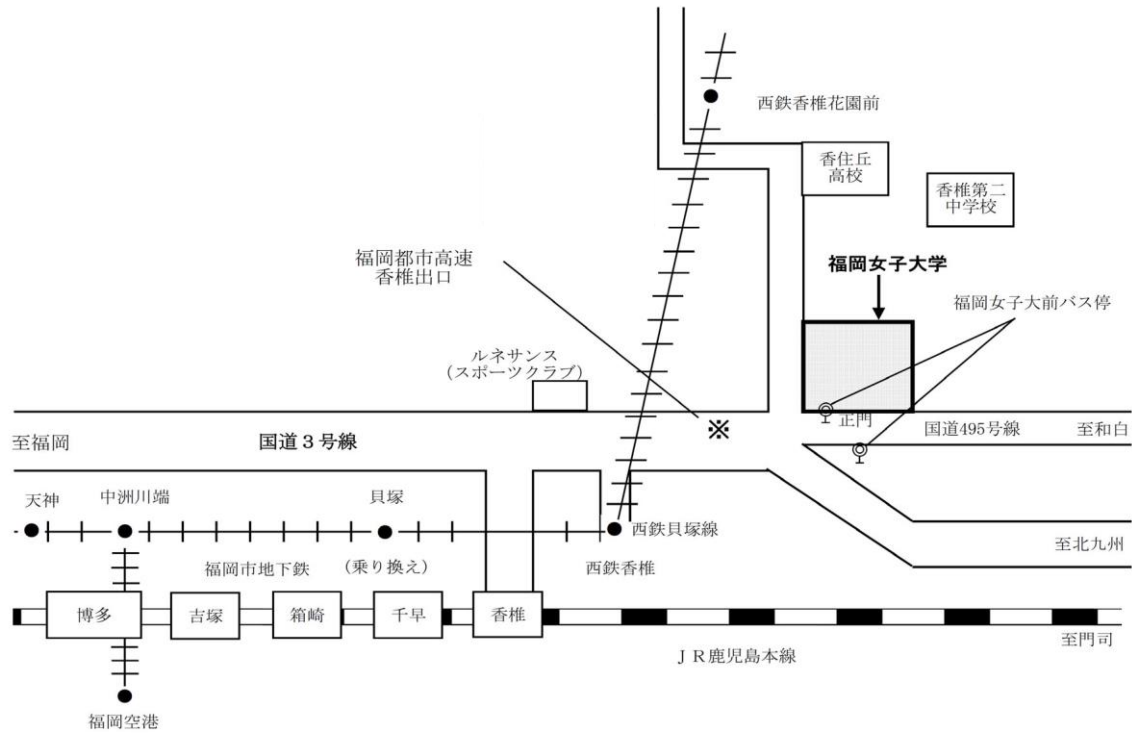 西鉄香椎花園前
香住丘
高校
香椎第二
中学校
福岡都市高速
香椎出口
福岡女子大学
福岡女子大前バス停
ルネサンス
（スポーツクラブ）
※
正門
至福岡
国道３号線
国道495号線
至和白
天神
中洲川端
貝塚
西鉄貝塚線
至北九州
福岡市地下鉄
(乗り換え)
西鉄香椎
博多
吉塚
箱崎
千早
香椎
至門司
ＪＲ鹿児島本線
福岡空港